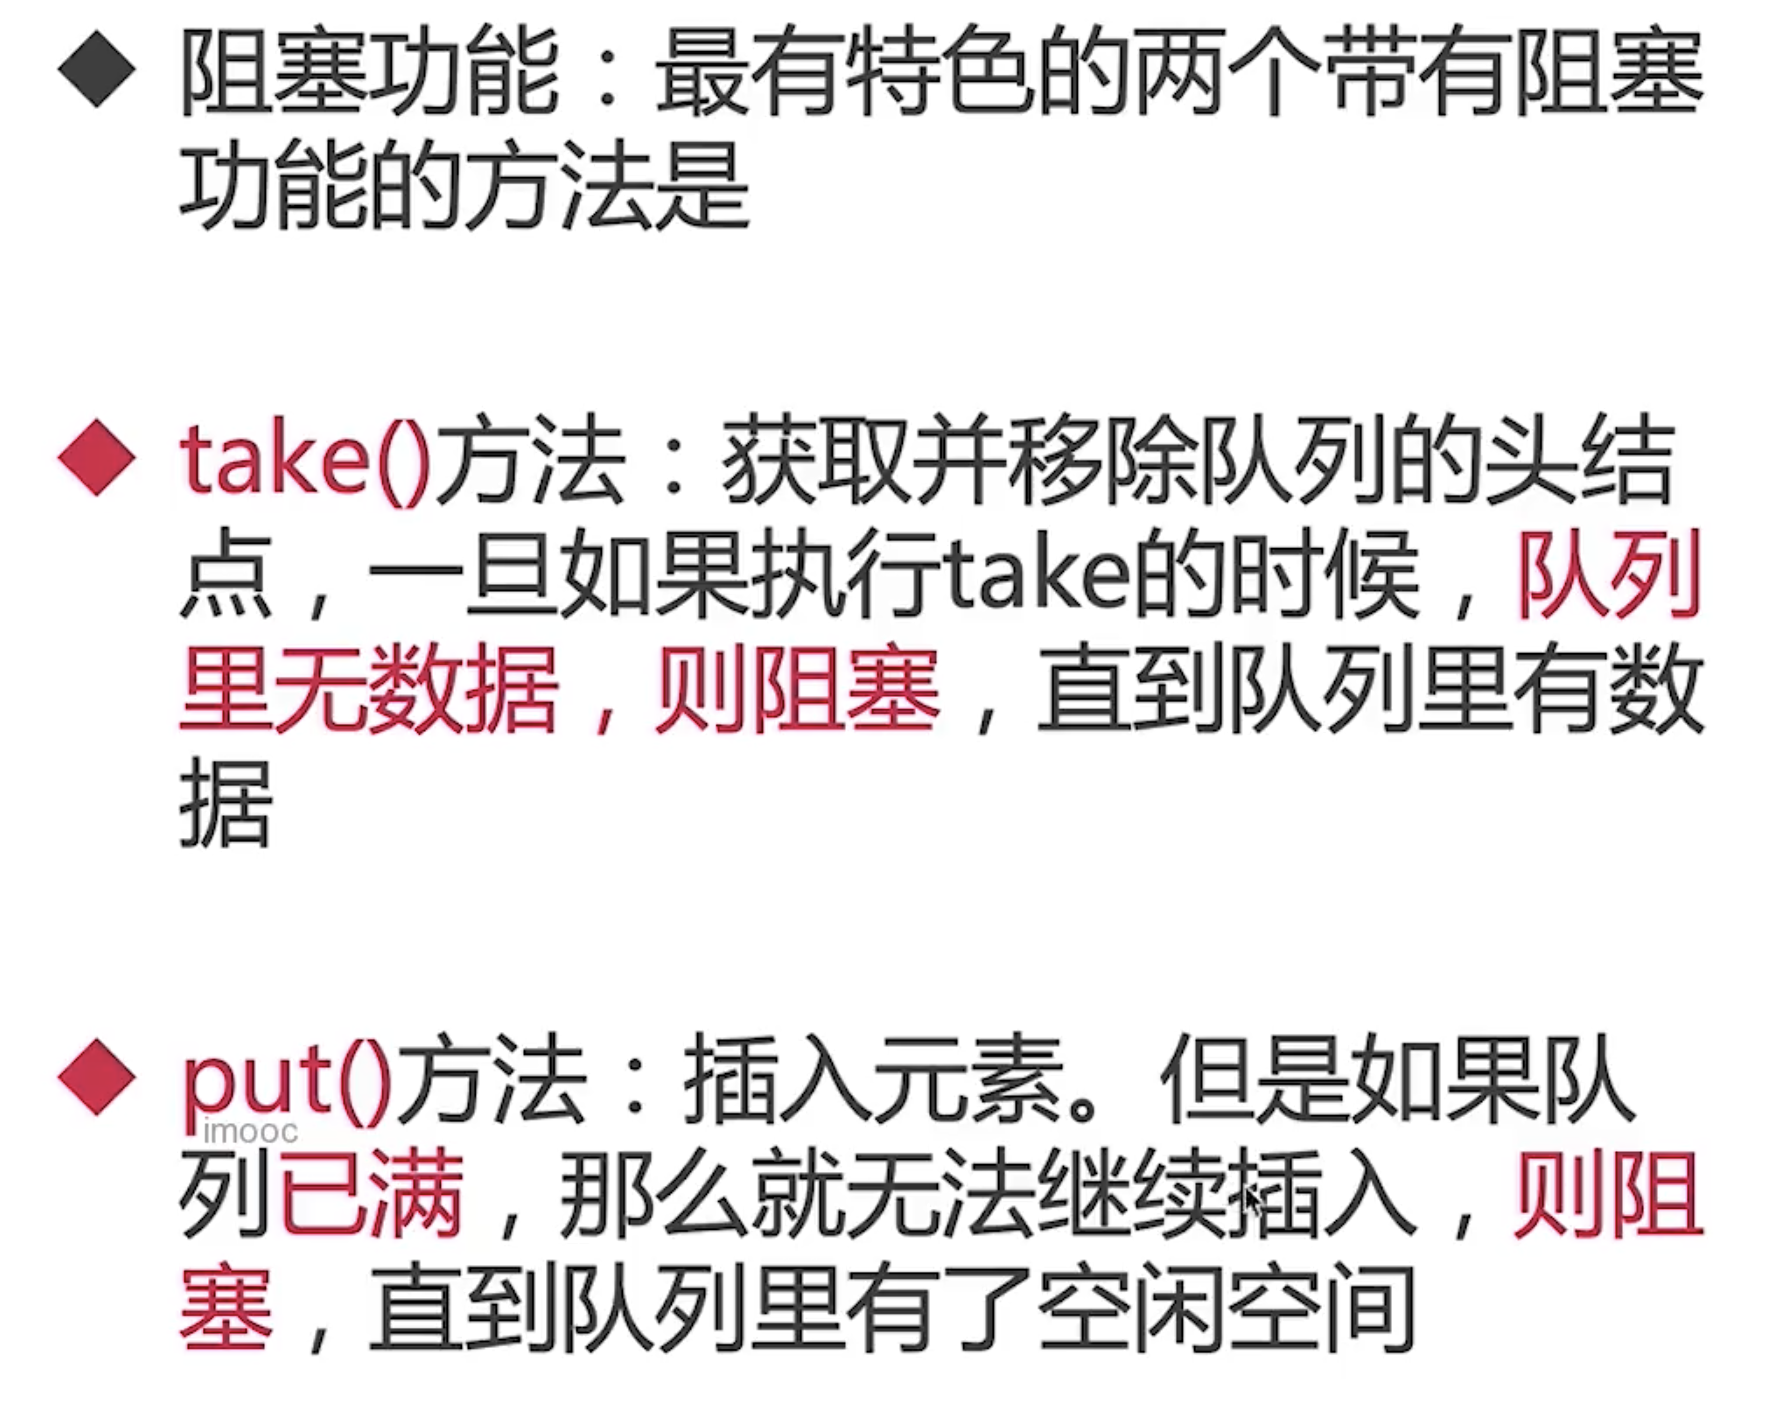 阻塞功能：最有特色的两个带有阻塞
功能的方法是
take()方法：获取并移除队列的头结
点，一旦如果执行take的时候，队列
里无数据，则阻塞，直到队列里有数
据
put()方法：插入元素。但是如果队
imooc
列已满，那么就无法继续插入，则阻
塞，直到队列里有了空闲空间